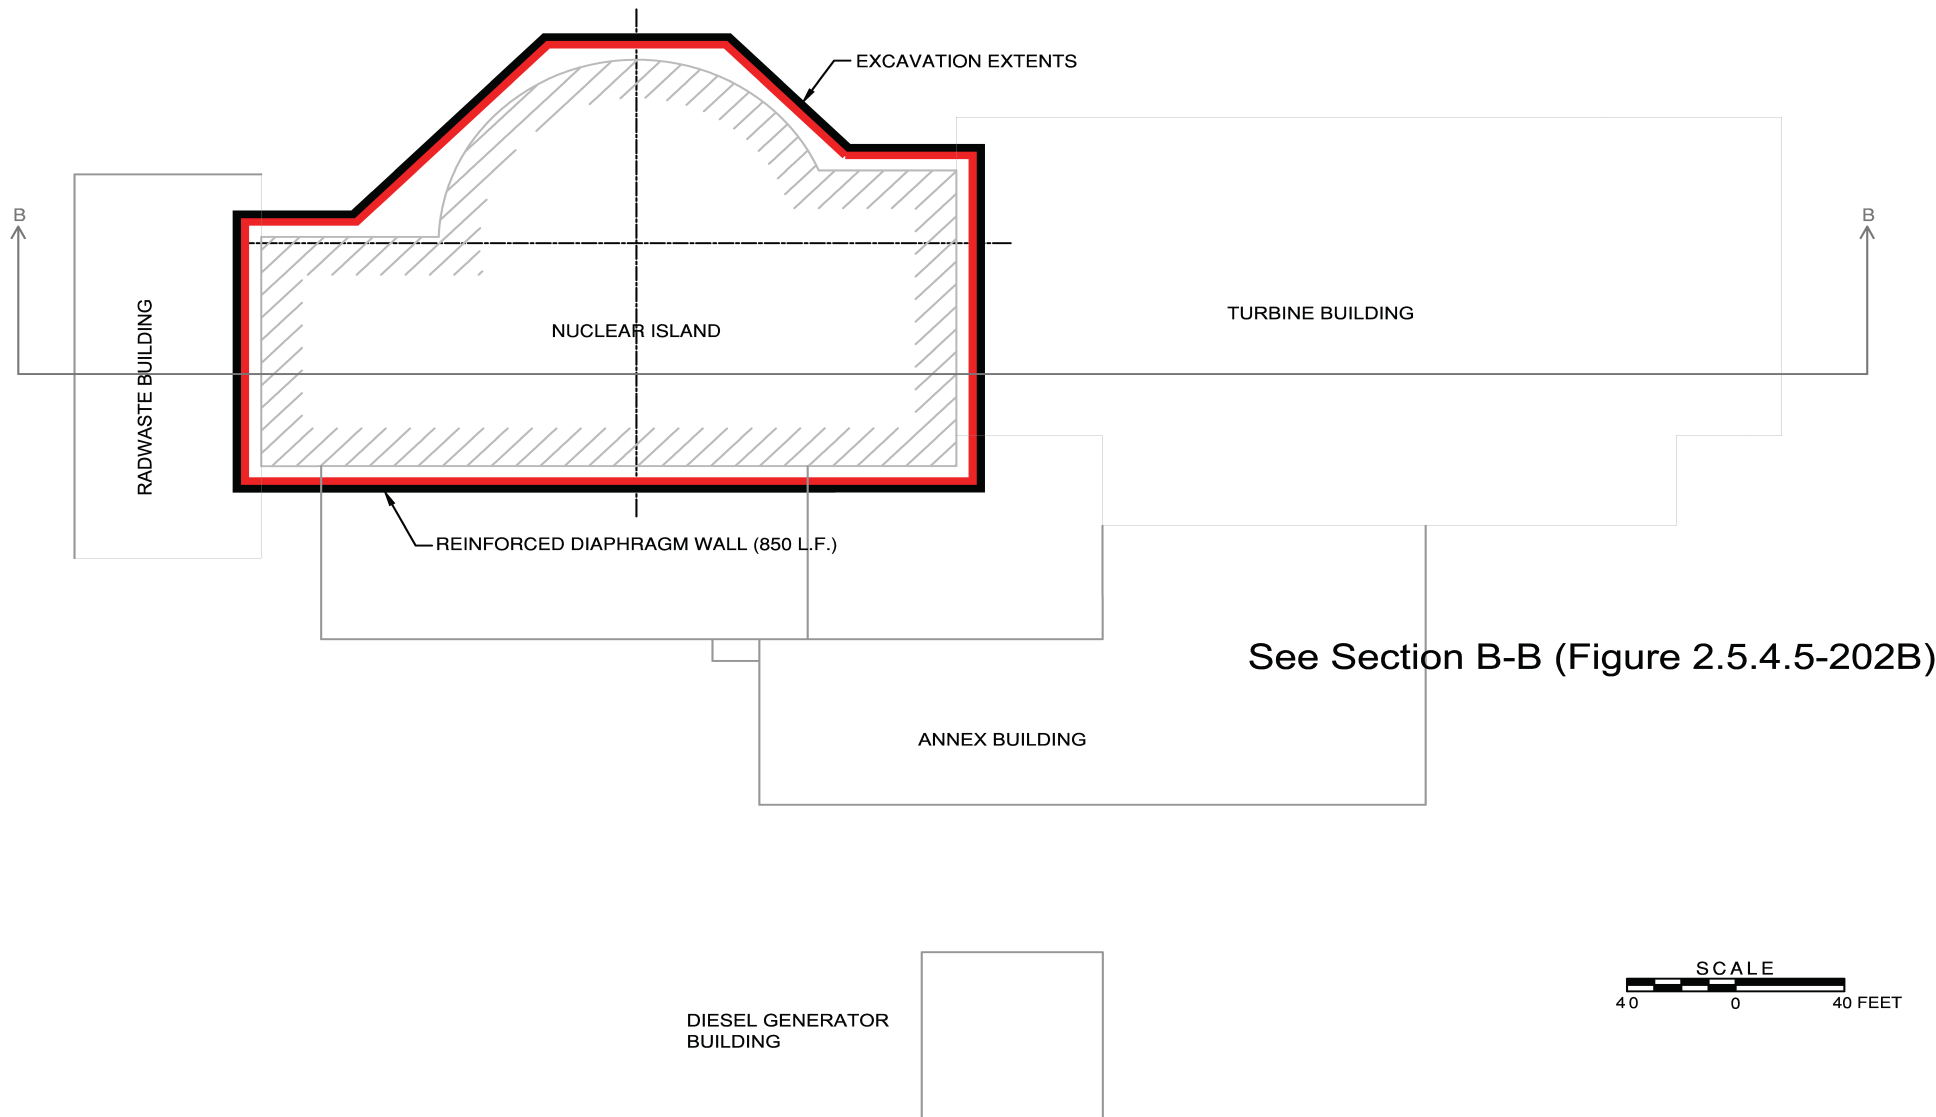 EXCAVATION EXTENTS
B
B
RADWASTE BUILDING
NUCLEAR ISLAND
TURBINE BUILDING
REINFORCED DIAPHRAGM WALL (850 L.F.)
See Section B-B (Figure 2.5.4.5-202B)
ANNEX BUILDING
SCALE
40 0 40 FEET
DIESEL GENERATOR
BUILDING